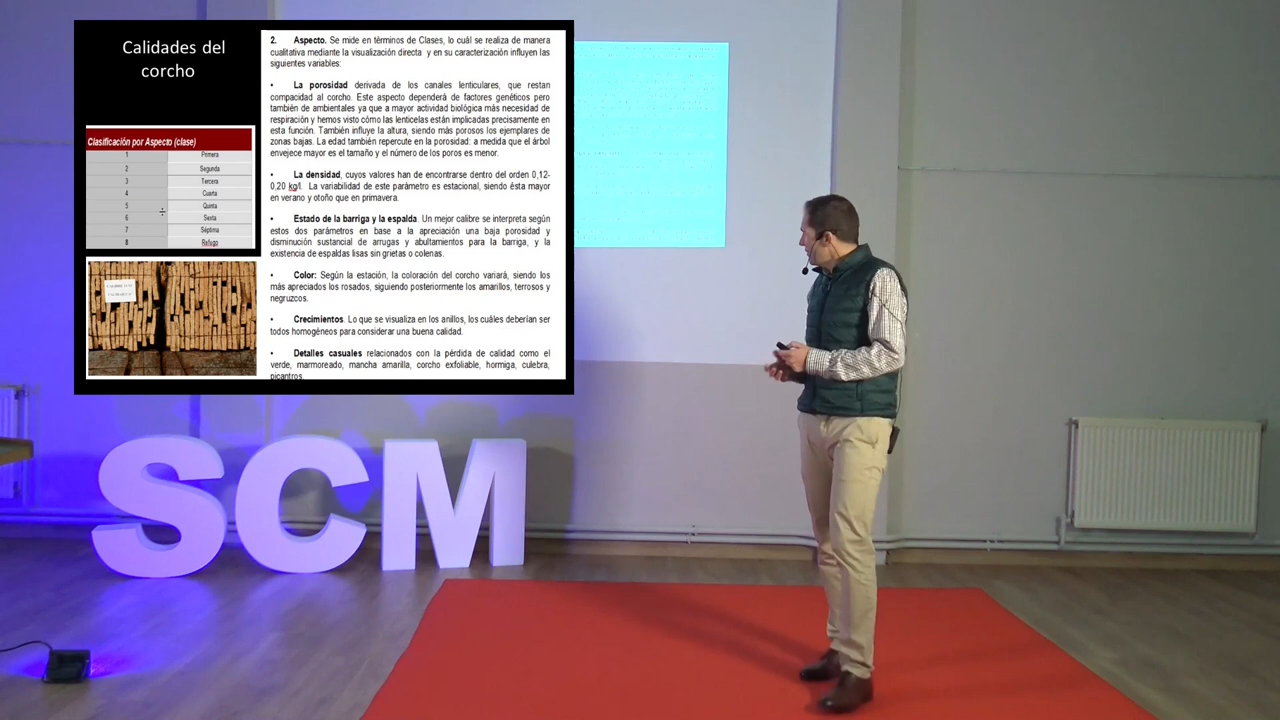 Calidades del
corcho
Clasificación por Aspecto (clase)
1 Primera
2 Segunda
3 Tercera
4 Cuarta
5 Quinta
6 Sexta
7 Séptima
8 Refugo
2. Aspecto. Se mide en términos de Clases, lo cuál se realiza de manera
cualitativa mediante la visualización directa y en su caracterización influyen las
siguientes variables:
• La porosidad derivada de los canales lenticulares, que restan
compacidad al corcho. Este aspecto dependerá de factores genéticos pero
también de ambientales ya que a mayor actividad biológica más necesidad de
respiración y hemos visto cómo las lenticelas están implicadas precisamente en
esta función. También influye la altura, siendo más porosos los ejemplares de
zonas bajas. La edad también repercute en la porosidad: a medida que el árbol
envejece mayor es el tamaño y el número de los poros es menor.
• La densidad, cuyos valores han de encontrarse dentro del orden 0,12-
0,20 kg/l. La variabilidad de este parámetro es estacional, siendo ésta mayor
en verano y otoño que en primavera.
• Estado de la barriga y la espalda. Un mejor calibre se interpreta según
estos dos parámetros en base a la apreciación una baja porosidad y
disminución sustancial de arrugas y abultamientos para la barriga, y la
existencia de espaldas lisas sin grietas o colenas.
• Color: Según la estación, la coloración del corcho variará, siendo los
más apreciados los rosados, siguiendo posteriormente los amarillos, terrosos y
negruzcos.
• Crecimientos. Lo que se visualiza en los anillos, los cuáles deberían ser
todos homogéneos para considerar una buena calidad.
• Detalles casuales relacionados con la pérdida de calidad como el
verde, marmoreado, mancha amarilla, corcho exfoliable, hormiga, culebra,
picantros.
SCM